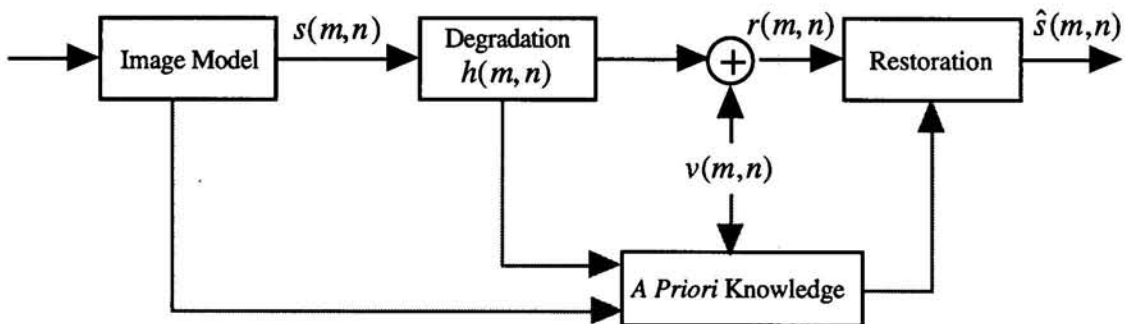 s(m,n)
r(m,n)
ŝ(m,n)
Image Model
Degradation
h(m,n)
+
Restoration
v(m,n)
A Priori Knowledge